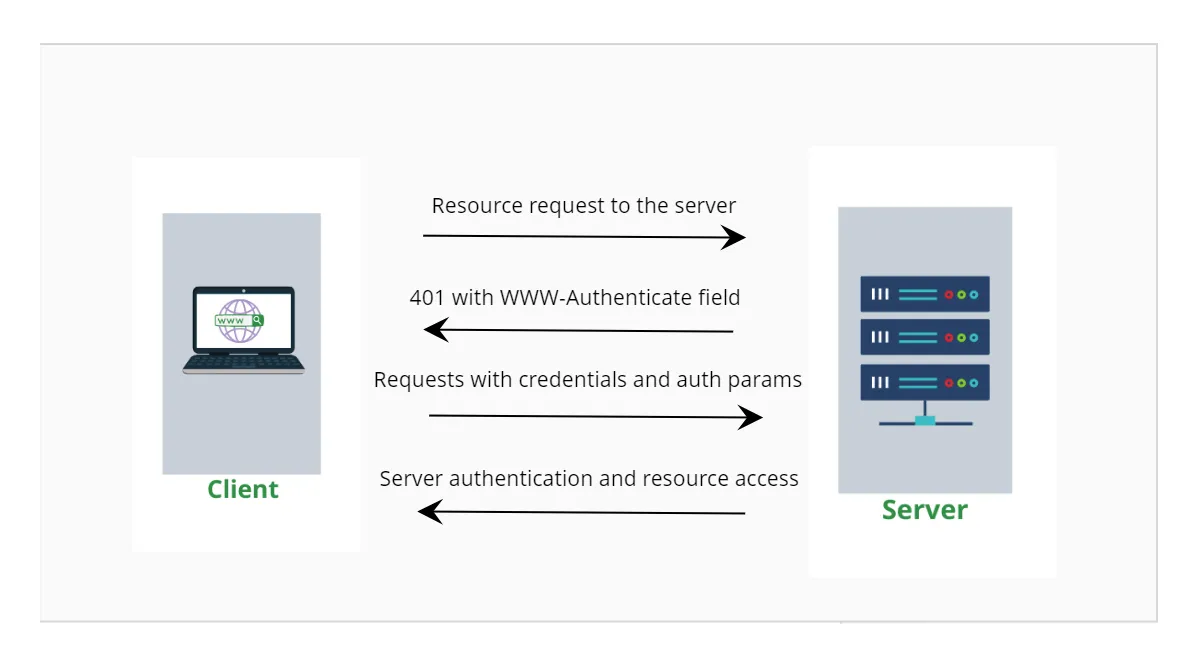 Resource request to the server
401 with WWW-Authenticate field
Requests with credentials and auth params
Server authentication and resource access
www
Client
Server